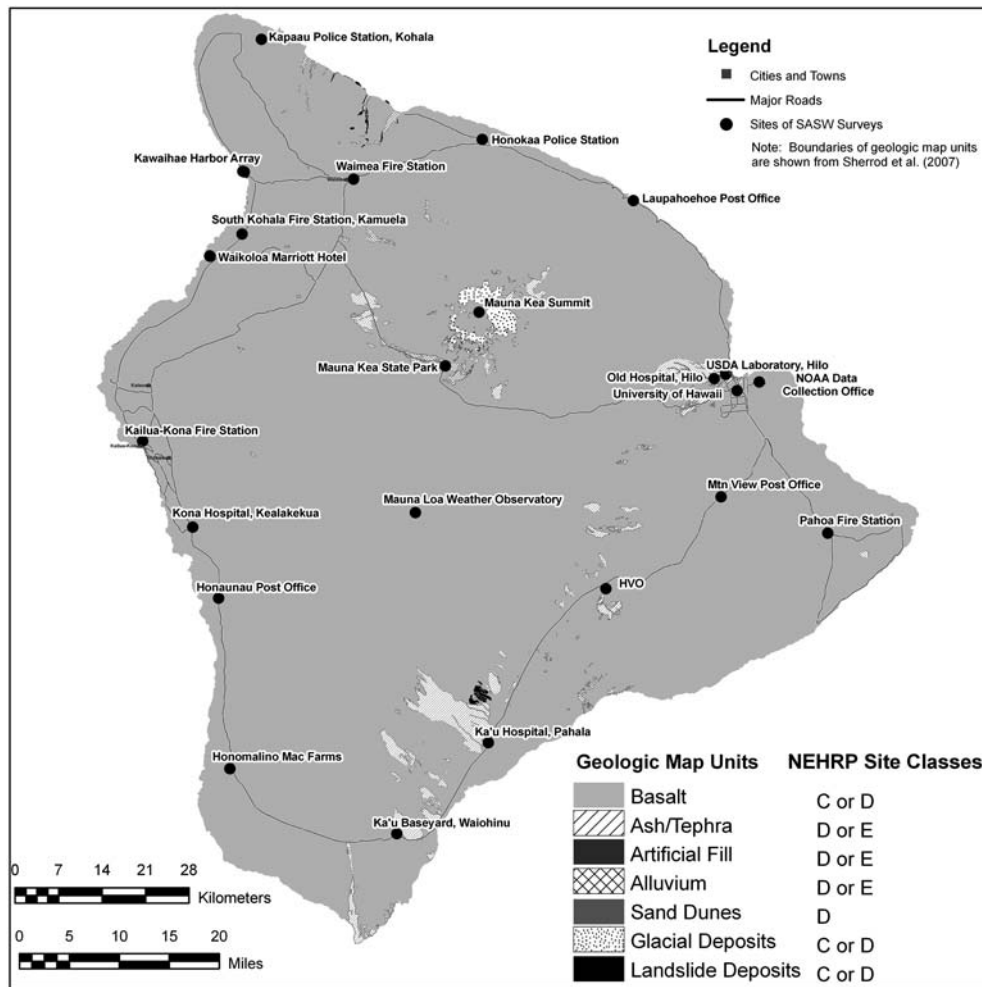 Kapaau Police Station, Kohala
Legend
Cities and Towns
Major Roads
Sites of SASW Surveys
Note: Boundaries of geologic map units
are shown from Sherrod et al. (2007)
Honokaa Police Station
Kawaihae Harbor Array
Waimea Fire Station
Laupahoehoe Post Office
South Kohala Fire Station, Kamuela
Waikoloa Marriott Hotel
Mauna Kea Summit
Mauna Kea State Park
USDA Laboratory, Hilo
Old Hospital, Hilo
NOAA Data
Collection Office
University of Hawaii
Kailua-Kona Fire Station
Mtn View Post Office
Mauna Loa Weather Observatory
Kona Hospital, Kealakekua
Pahoa Fire Station
HVO
Honaunau Post Office
Ka'u Hospital, Pahala
Honomalino Mac Farms
Ka'u Baseyard, Waiohinu
Geologic Map Units NEHRP Site Classes
Basalt C or D
Ash/Tephra D or E
Artificial Fill D or E
Alluvium D or E
Sand Dunes D
Glacial Deposits C or D
Landslide Deposits C or D
0 7 14 21 28
Kilometers
0 5 10 15 20
Miles